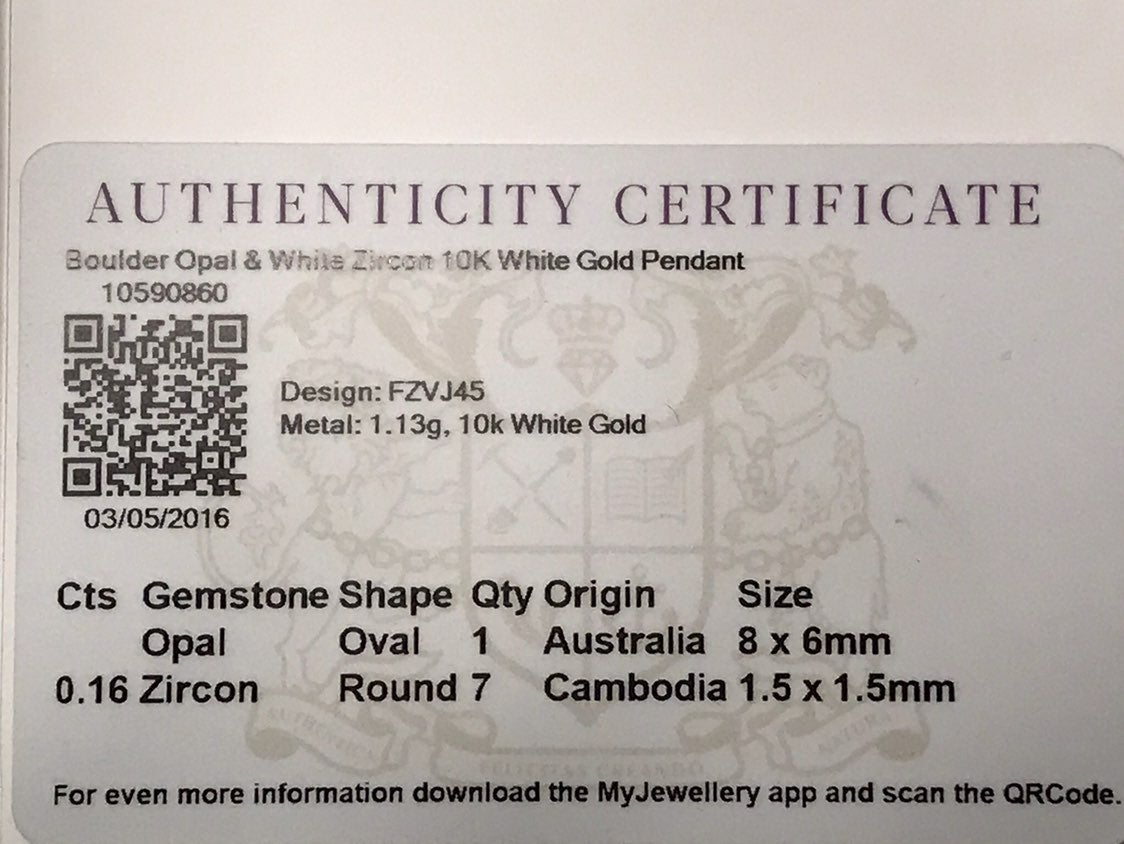 AUTHENTICITY CERTIFICATE
Boulder Opal & White Zircon 10K White Gold Pendant
10590860
Design: FZVJ45
Metal: 1.13g, 10k White Gold
03/05/2016
Cts Gemstone Shape Qty Origin Size
Opal Oval 1 Australia 8 x 6mm
0.16 Zircon Round 7 Cambodia 1.5 x 1.5mm
For even more information download the MyJewellery app and scan the QRCode.